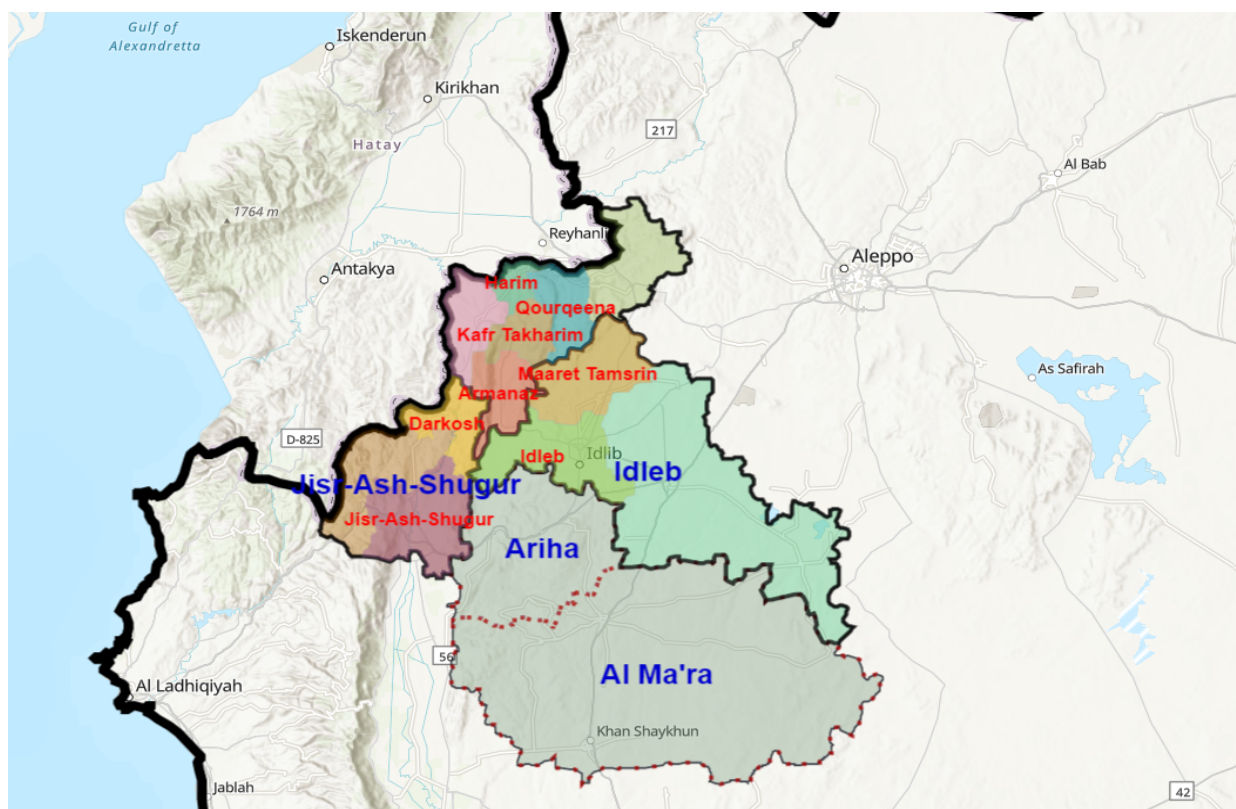 Gulf of
Alexandretta
Iskenderun
Kirikhan
217
Hatay
Al Bab
1764 m
Reyhanli
Aleppo
Antakya
Harim
Qourqeena
Kafr Takharim
As Safirah
Maaret Tamsrin
Armanaz
Darkosh
D-825
Idleb
Idlib
Idleb
Jisr-Ash-Shugur
Jisr-Ash-Shugur
Ariha
56
Al Ma'ra
Al Ladhiqiyah
Khan Shaykhun
Jablah
42